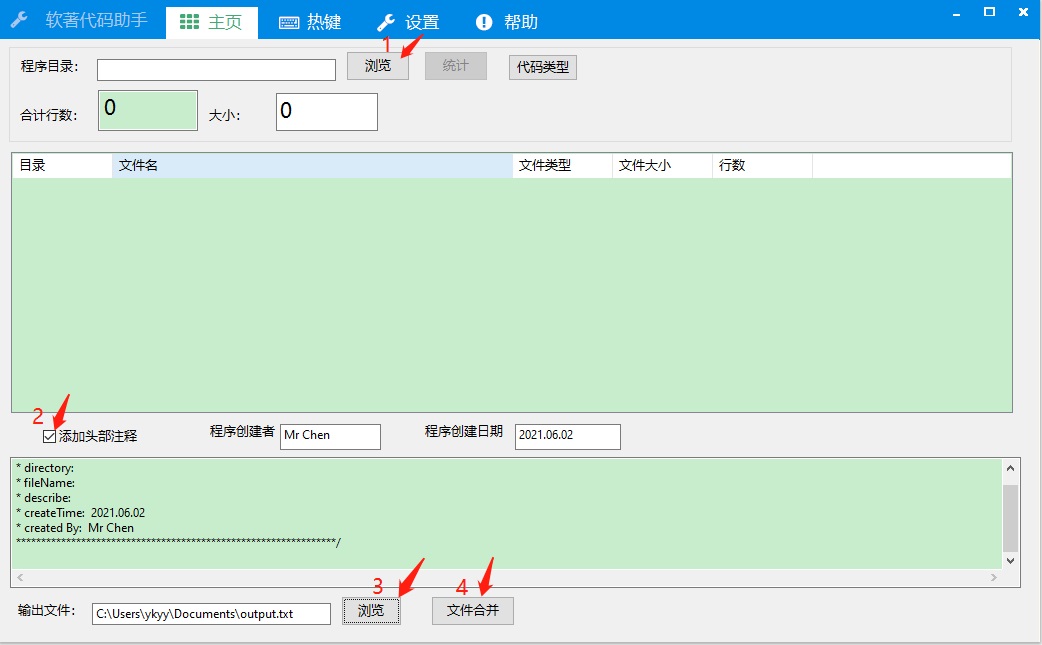 软著代码助手 主页 热键 设置 帮助
1
程序目录: 浏览 统计 代码类型
合计行数: 0 大小: 0
目录 文件名 文件类型 文件大小 行数
2
添加头部注释 程序创建者 Mr Chen 程序创建日期 2021.06.02
* directory:
* fileName:
* describe:
* createTime: 2021.06.02
* created By: Mr Chen
****************************************************************/
3 4
输出文件: C:\Users\ykyy\Documents\output.txt 浏览 文件合并